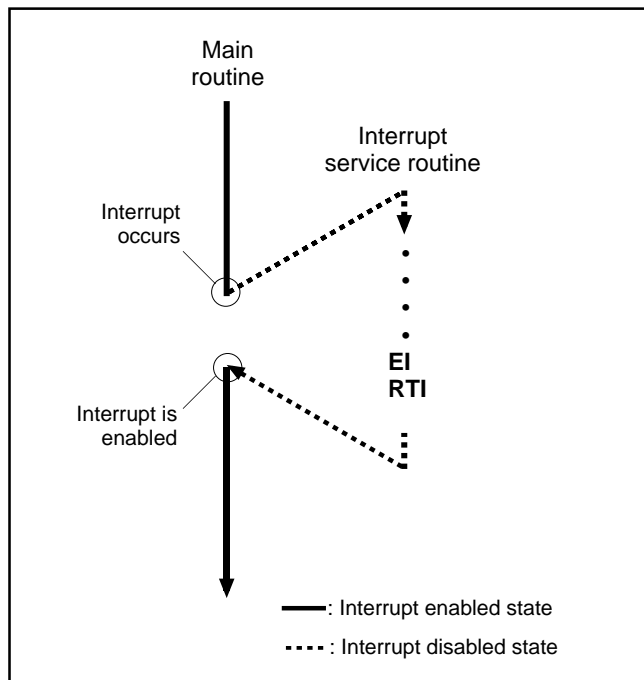 Main
routine
Interrupt
service routine
Interrupt
occurs
EI
RTI
Interrupt is
enabled
: Interrupt enabled state
: Interrupt disabled state